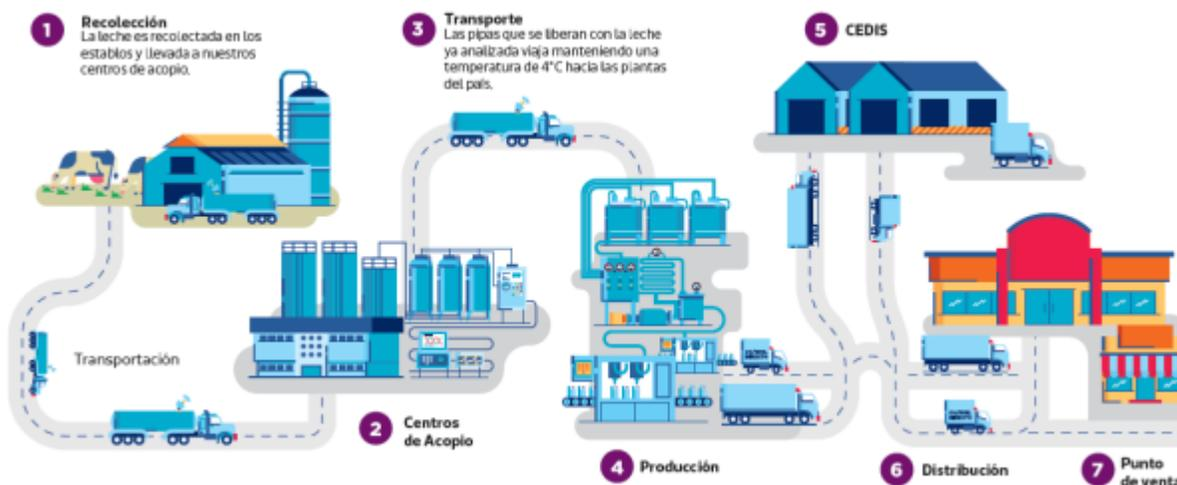 1 Recolección
La leche es recolectada en los
establos y llevada a nuestros
centros de acopio.
Transportación
2 Centros
de Acopio
3 Transporte
Las pipas que se liberan con la leche
ya analizada viaja manteniendo una
temperatura de 4°C hacia las plantas
del país.
4 Producción
5 CEDIS
6 Distribución
7 Punto
de venta